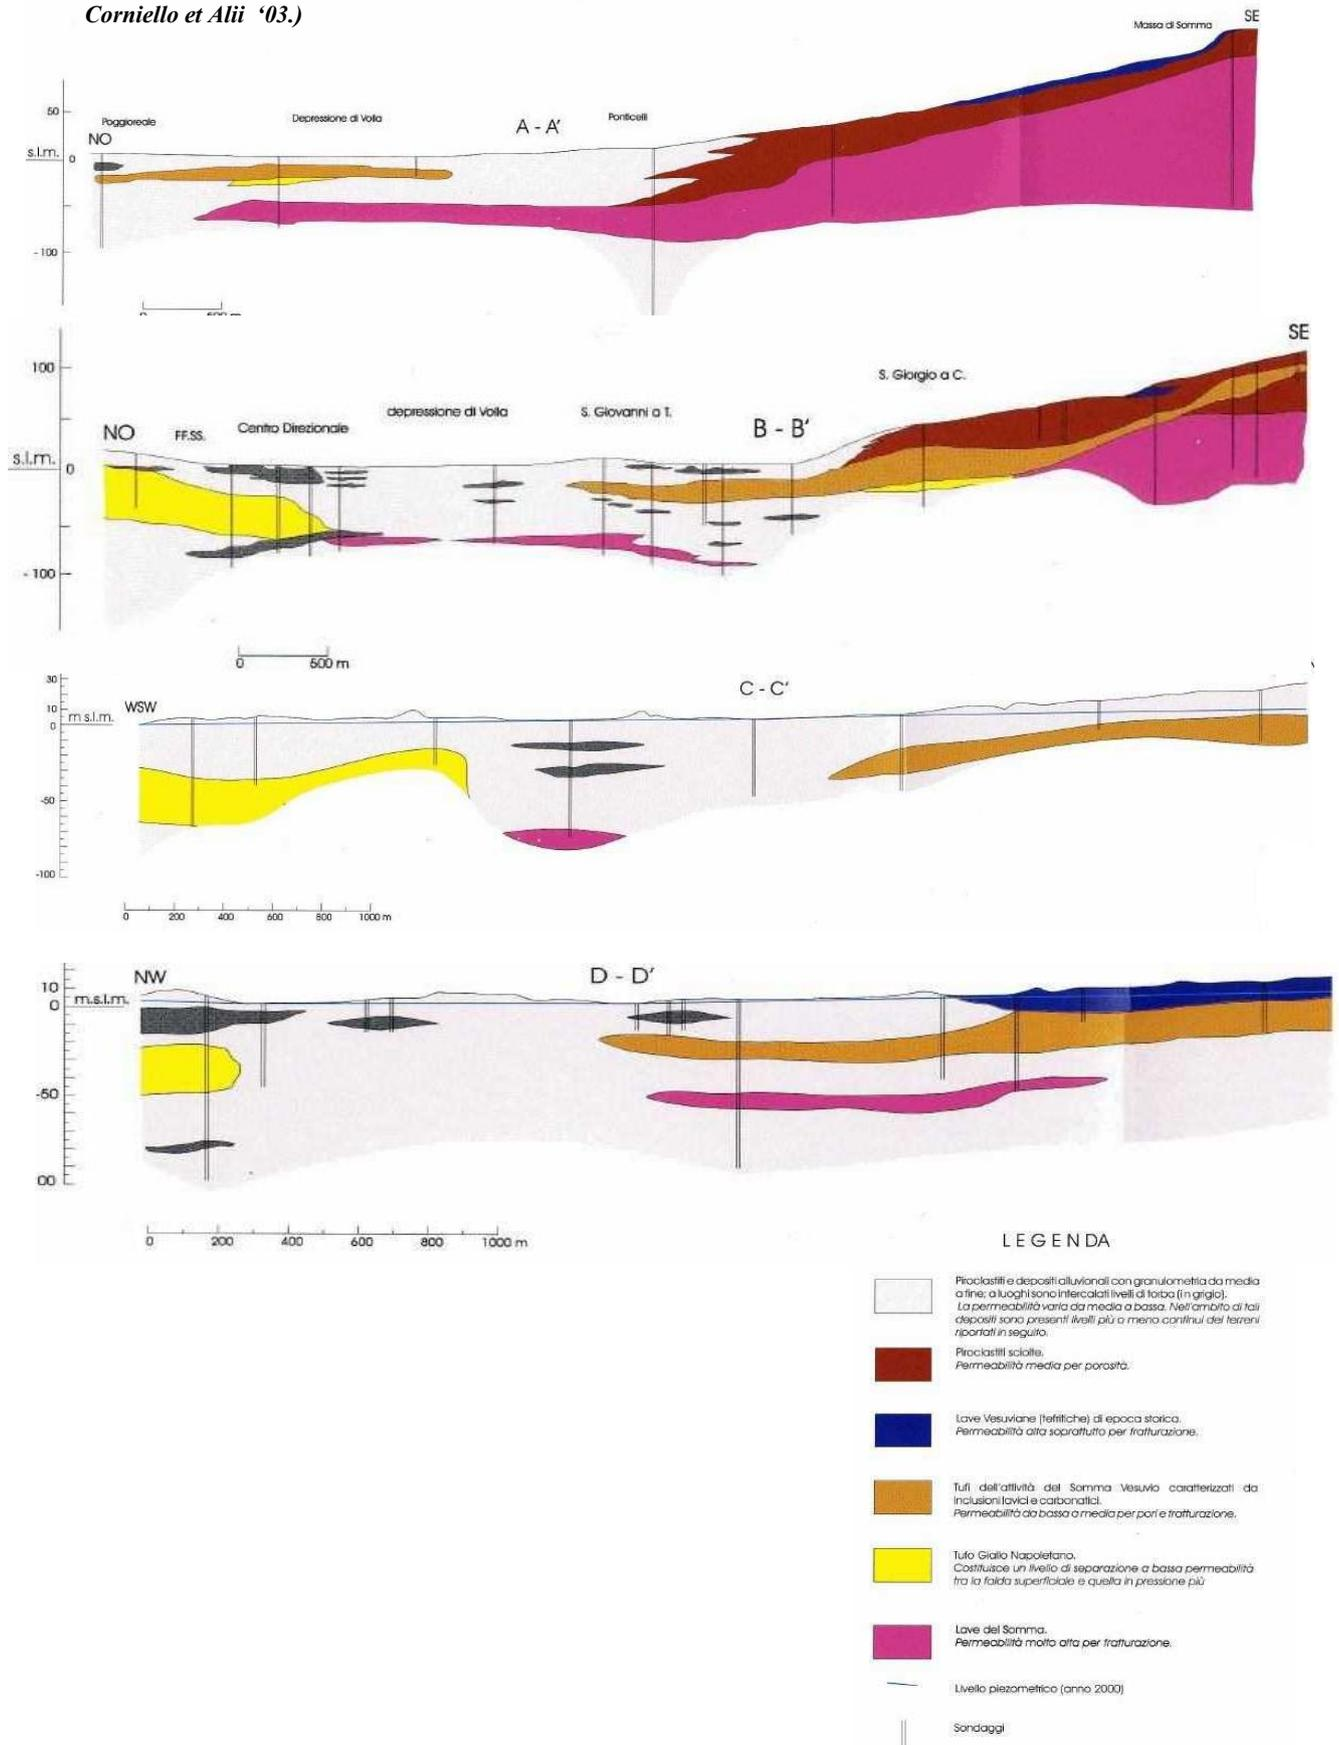 Corniello et Alii ‘03.)
Massa di Somma
SE
50
Poggioreale
Depressione di Volla
A - A'
Ponticelli
NO
s.l.m.
0
-100
SE
100
S. Giorgio a C.
depressione di Volla
S. Giovanni a T.
NO
FF.SS.
Centro Direzionale
B - B'
s.l.m.
0
- 100
0
500 m
30
C - C'
10
WSW
m s.l.m.
0
-50
-100
0 200 400 600 800 1000 m
NW
D - D'
10
m.s.l.m.
0
-50
00
0 200 400 600 800 1000 m
LEGENDA
Piroclastiti e depositi alluvionali con granulometria da media
a fine; a luoghi sono intercalati livelli di torba (in grigio).
La permeabilità varia da media a bassa. Nell'ambito di tali
depositi sono presenti livelli più o meno continui dei terreni
riportati in seguito.
Piroclastiti sciolte.
Permeabilità media per porosità.
Lave Vesuviane (tefritiche) di epoca storica.
Permeabilità alta soprattutto per fratturazione.
Tufi dell'attività del Somma Vesuvio caratterizzati da
inclusioni lavici e carbonatici.
Permeabilità da bassa a media per pori e fratturazione.
Tufo Giallo Napoletano.
Costituisce un livello di separazione a bassa permeabilità
tra la falda superficiale e quella in pressione più
Lave del Somma.
Permeabilità molto alta per fratturazione.
Livello piezometrico (anno 2000)
Sondaggi